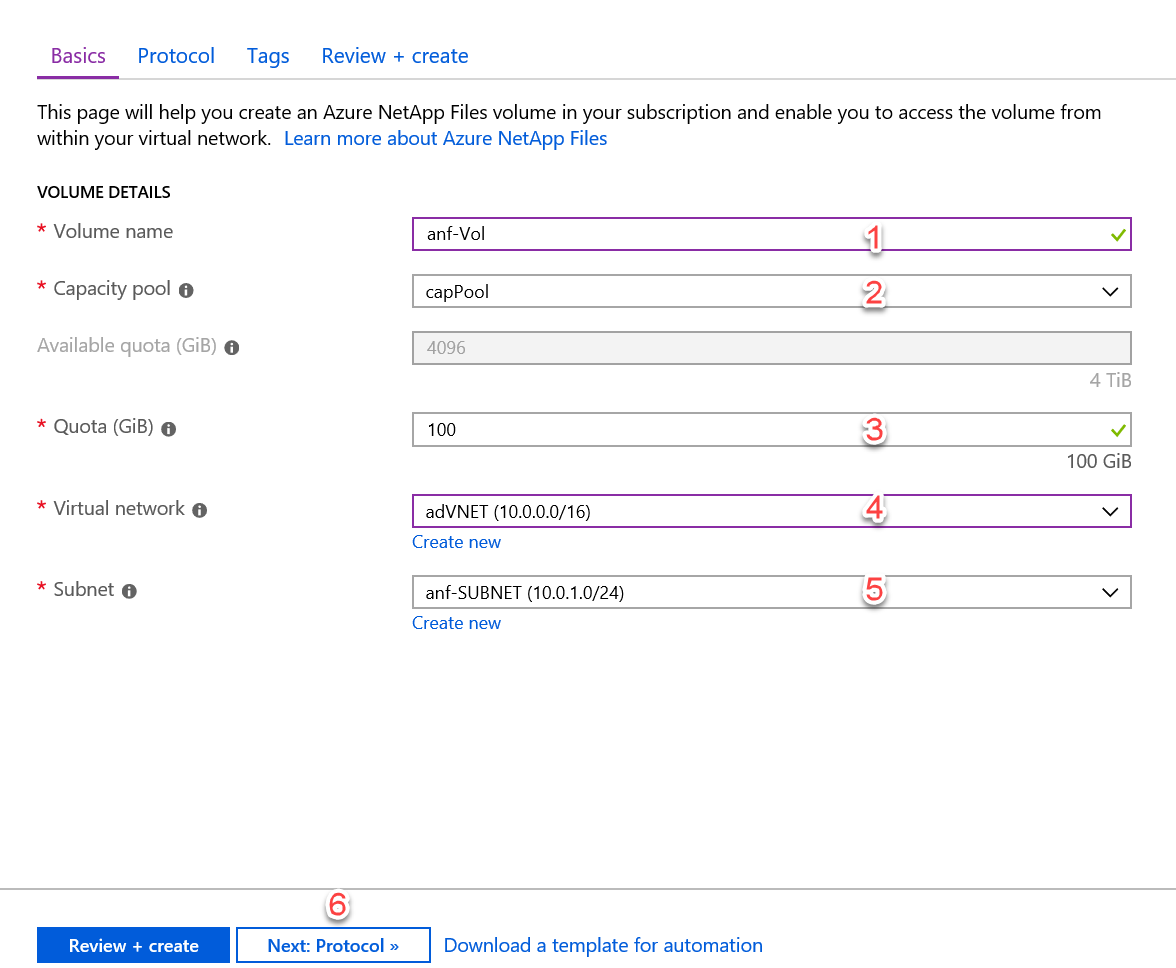 Basics Protocol Tags Review + create
This page will help you create an Azure NetApp Files volume in your subscription and enable you to access the volume from
within your virtual network. Learn more about Azure NetApp Files
VOLUME DETAILS
* Volume name anf-Vol 1
* Capacity pool capPool 2
Available quota (GiB) 4096
4 TiB
* Quota (GiB) 100 3
100 GiB
* Virtual network adVNET (10.0.0.0/16) 4
Create new
* Subnet anf-SUBNET (10.0.1.0/24) 5
Create new
6
Review + create Next: Protocol » Download a template for automation